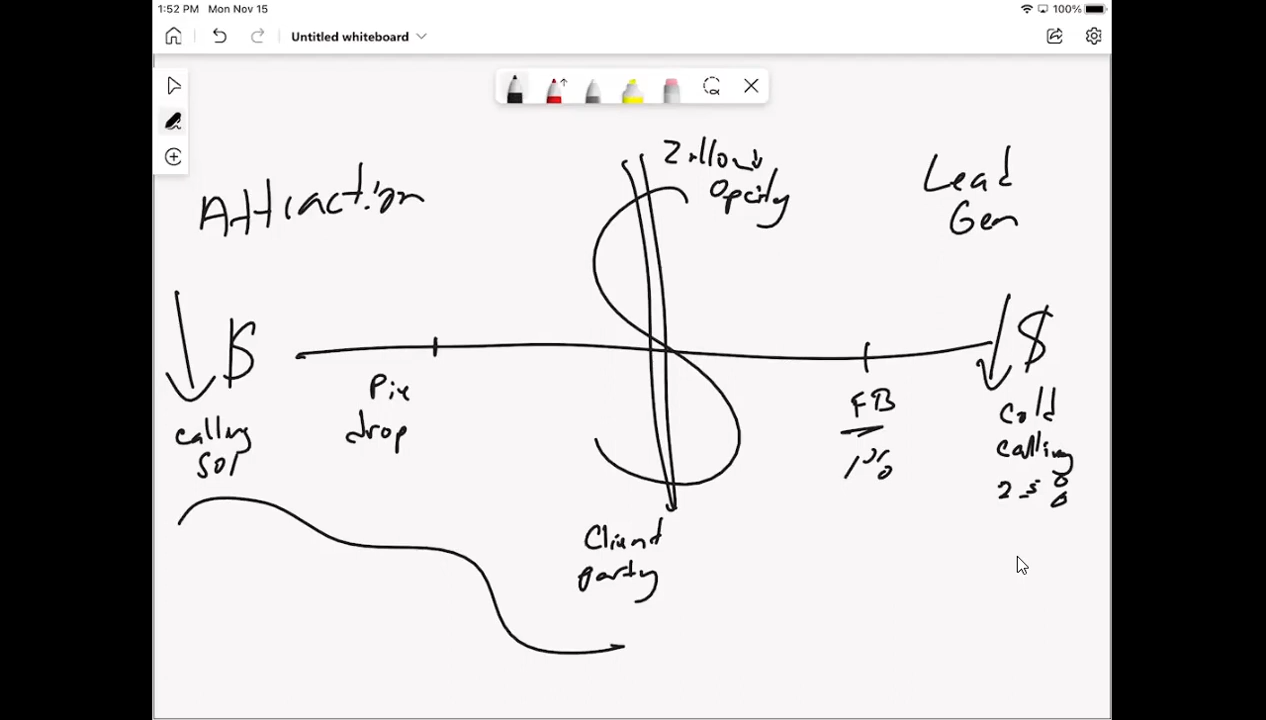 1:52 PM Mon Nov 15
100%
Untitled whiteboard
Attraction
Zillow
Opcity
Lead
Gen
$
$
Pie
drop
calling
SOI
FB
1%
Cold
calling
Client
party